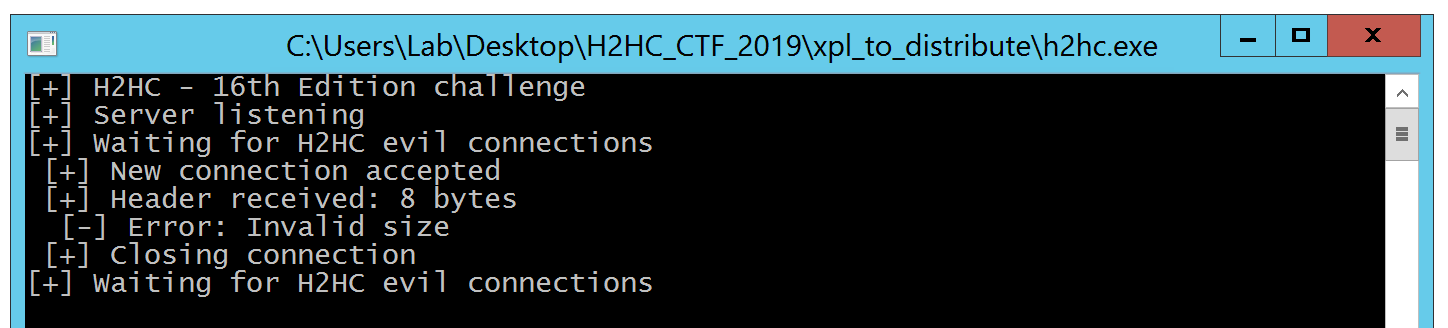 C:\Users\Lab\Desktop\H2HC_CTF_2019\xpl_to_distribute\h2hc.exe
[+] H2HC - 16th Edition challenge
[+] Server listening
[+] Waiting for H2HC evil connections
[+] New connection accepted
[+] Header received: 8 bytes
[-] Error: Invalid size
[+] Closing connection
[+] Waiting for H2HC evil connections